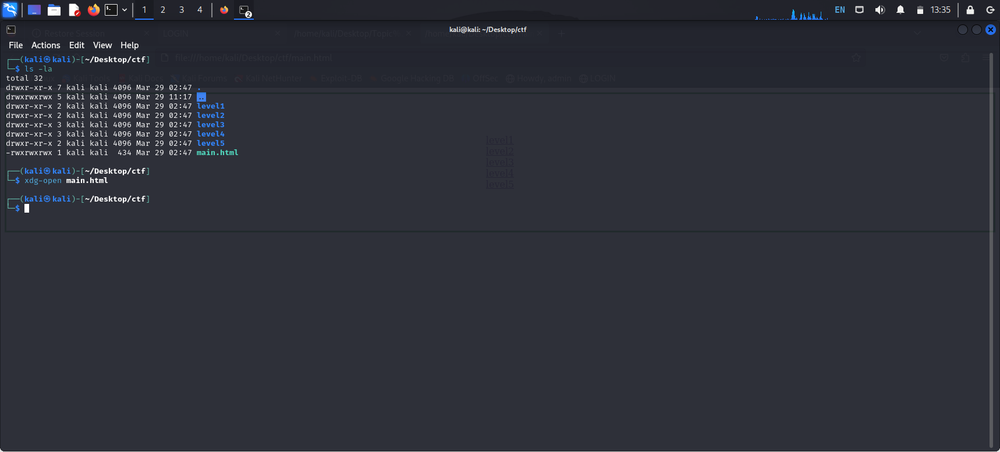 1 2 3 4 2 EN 13:35
kali@kali: ~/Desktop/ctf
Restore Session LOGIN /home/kali/Desktop/Topic
File Actions Edit View Help
file:///home/kali/Desktop/ctf/main.html
┌──(kali㉿kali)-[~/Desktop/ctf]
└─$ ls -la
total 32
Kali Tools Kali Docs Kali Forums Kali NetHunter Exploit-DB Google Hacking DB OffSec Howdy, admin LOGIN
drwxr-xr-x 7 kali kali 4096 Mar 29 02:47 .
drwxrwxrwx 5 kali kali 4096 Mar 29 11:17 ..
drwxr-xr-x 2 kali kali 4096 Mar 29 02:47 level1
drwxr-xr-x 2 kali kali 4096 Mar 29 02:47 level2
drwxr-xr-x 3 kali kali 4096 Mar 29 02:47 level3
drwxr-xr-x 3 kali kali 4096 Mar 29 02:47 level4
drwxr-xr-x 2 kali kali 4096 Mar 29 02:47 level5
-rwxrwxrwx 1 kali kali  434 Mar 29 02:47 main.html
┌──(kali㉿kali)-[~/Desktop/ctf]
└─$ xdg-open main.html
┌──(kali㉿kali)-[~/Desktop/ctf]
└─$
level1
level2
level3
level4
level5